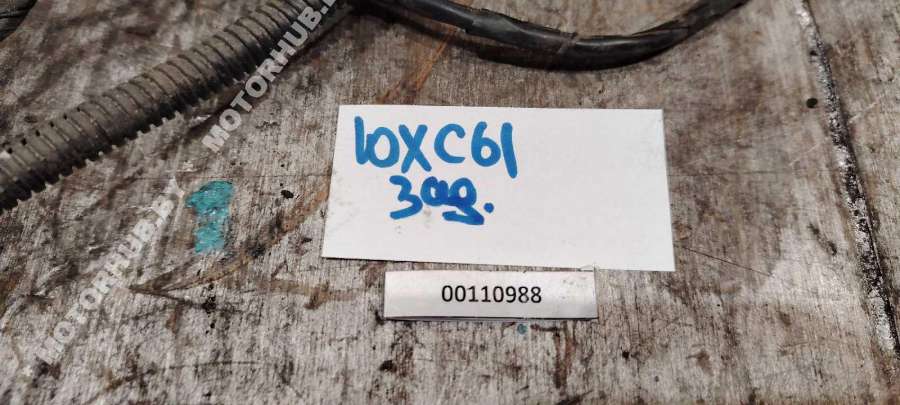 MOTORHUB.BY
MOTORHUB.BY
10XC61
зад.
00110988